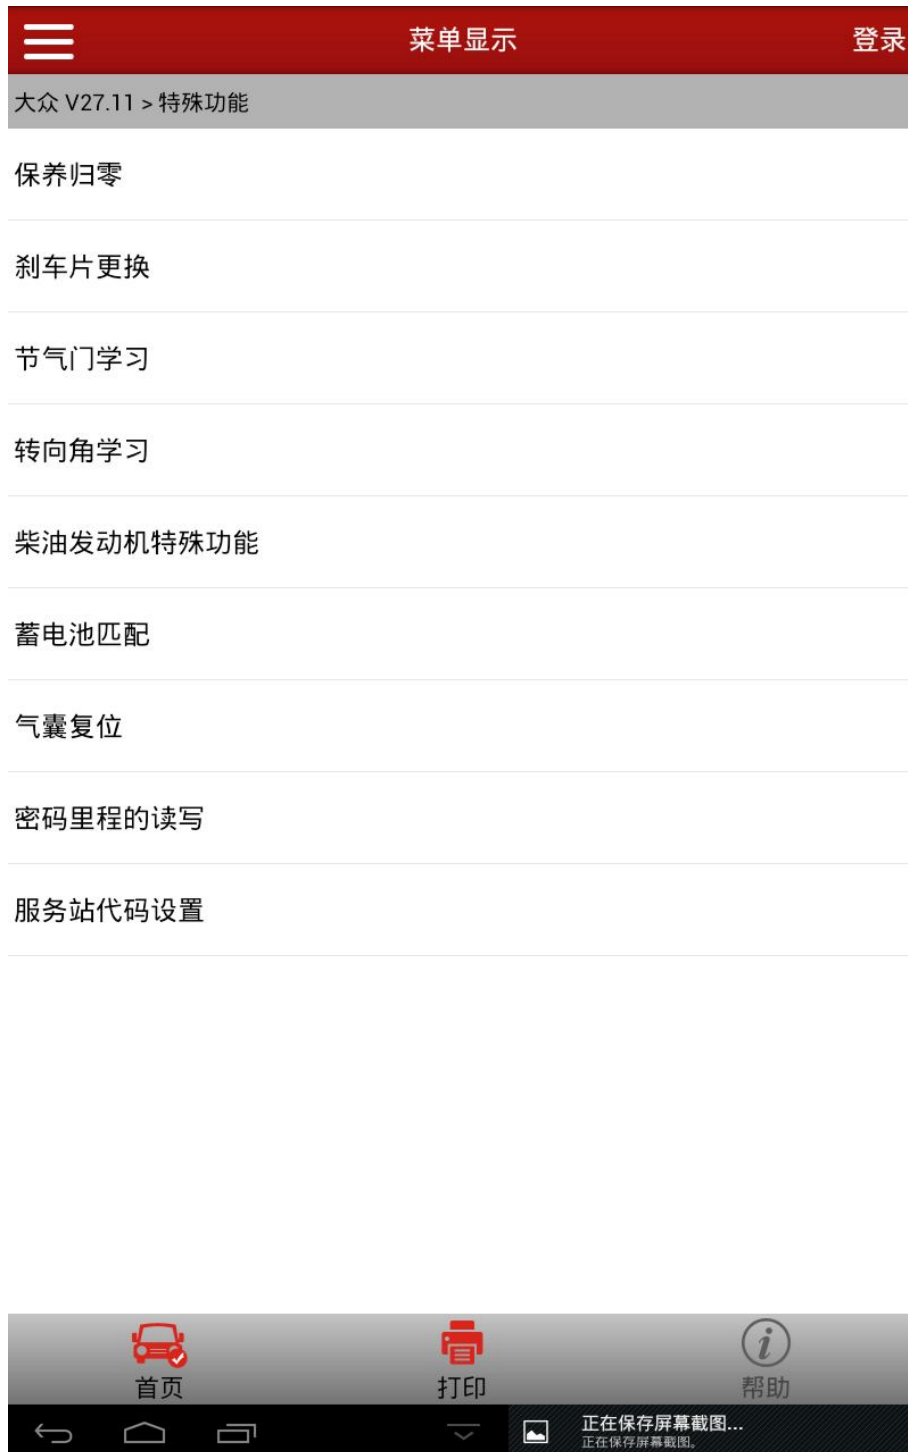 菜单显示
登录
大众 V27.11 > 特殊功能
保养归零
刹车片更换
节气门学习
转向角学习
柴油发动机特殊功能
蓄电池匹配
气囊复位
密码里程的读写
服务站代码设置
首页
打印
帮助
正在保存屏幕截图...
正在保存屏幕截图。